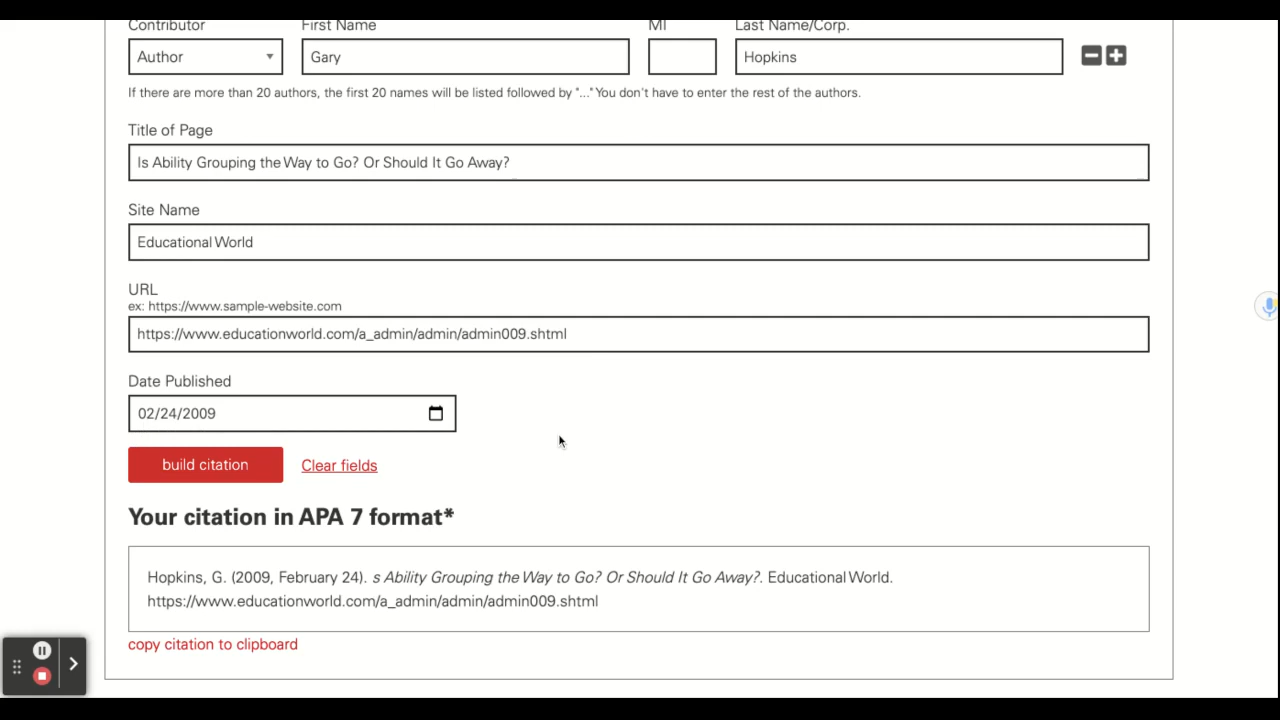 Contributor First Name MI Last Name/Corp.
Author Gary Hopkins
If there are more than 20 authors, the first 20 names will be listed followed by "..." You don't have to enter the rest of the authors.
Title of Page
Is Ability Grouping the Way to Go? Or Should It Go Away?
Site Name
Educational World
URL
ex: https://www.sample-website.com
https://www.educationworld.com/a_admin/admin/admin009.shtml
Date Published
02/24/2009
build citation Clear fields
Your citation in APA 7 format*
Hopkins, G. (2009, February 24). s Ability Grouping the Way to Go? Or Should It Go Away?. Educational World.
https://www.educationworld.com/a_admin/admin/admin009.shtml
copy citation to clipboard